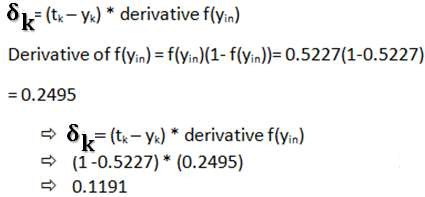 δk= (tk – yk) * derivative f(yin)
Derivative of f(yin) = f(yin)(1- f(yin))= 0.5227(1-0.5227)
= 0.2495
⇨ δk= (tk – yk) * derivative f(yin)
⇨ (1 -0.5227) * (0.2495)
⇨ 0.1191